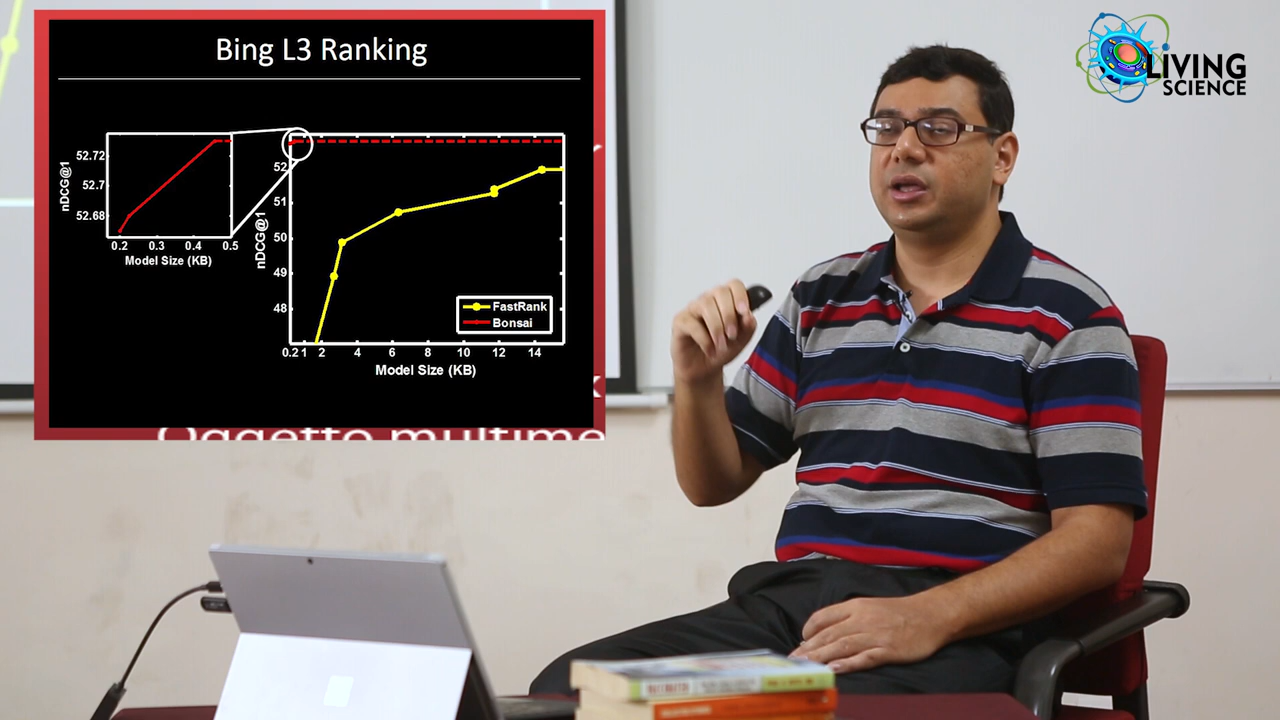 Bing L3 Ranking
52.72
52.7
52.68
nDCG@1
0.2 0.3 0.4 0.5
Model Size (KB)
52
51
50
49
48
nDCG@1
FastRank
Bonsai
0.2 1 2 4 6 8 10 12 14
Model Size (KB)
Oggetto multime
LIVING
SCIENCE